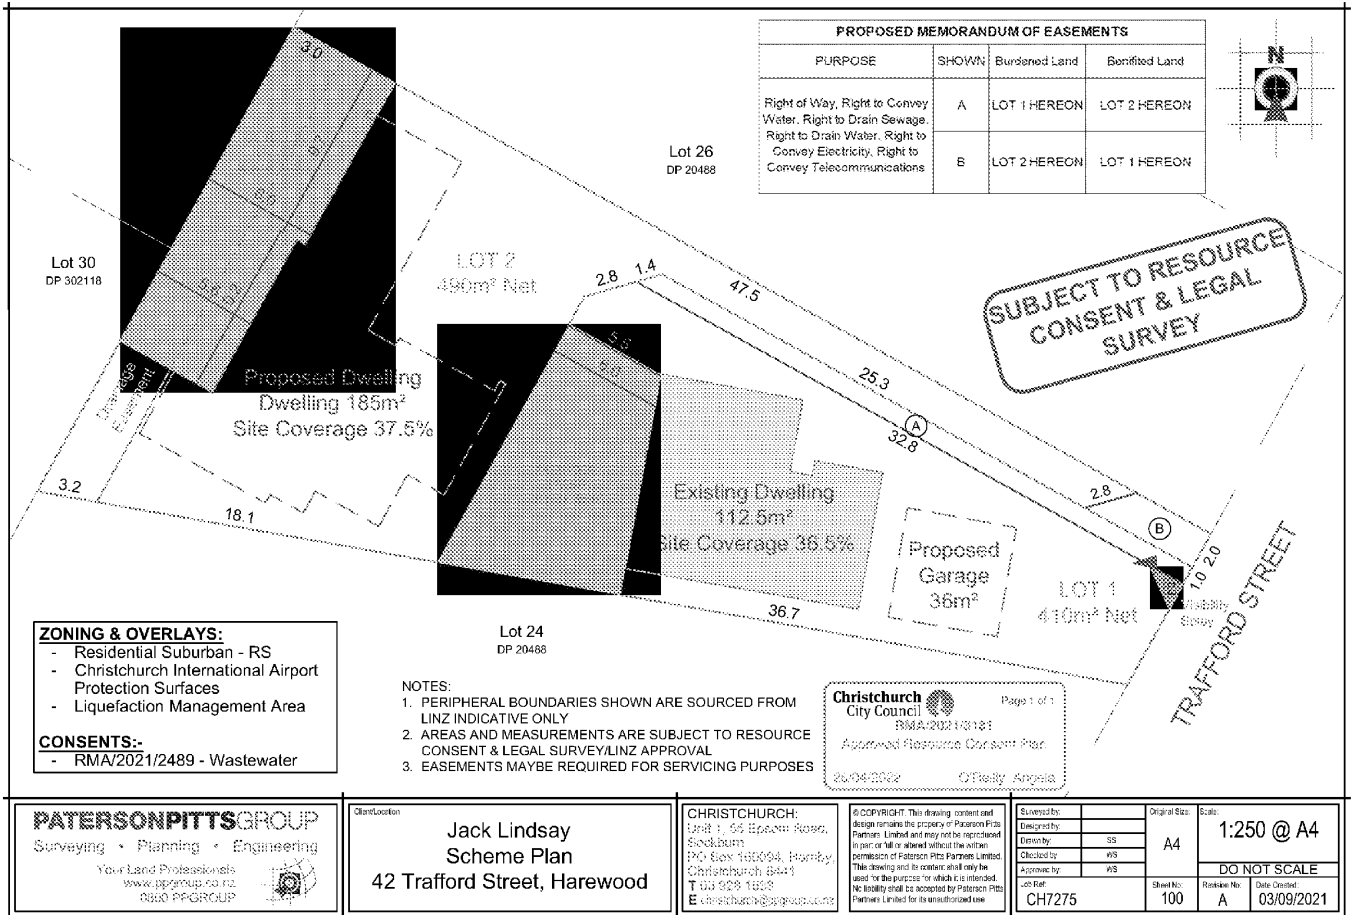 PROPOSED MEMORANDUM OF EASEMENTS
PURPOSE SHOWN Burdened Land Benifited Land
Right of Way, Right to Convey
Water, Right to Drain Sewage,
Right to Drain Water, Right to
Convey Electricity, Right to
Convey Telecommunications
A LOT 1 HEREON LOT 2 HEREON
B LOT 2 HEREON LOT 1 HEREON
N
3.0
Lot 26
DP 20488
Lot 30
DP 302118
LOT 2
490m² Net
2.8
1.4
47.5
SUBJECT TO RESOURCE
CONSENT & LEGAL
SURVEY
5.5
25.3
A
32.8
Proposed Dwelling
Dwelling 185m²
Site Coverage 37.5%
3.2
18.1
Existing Dwelling
112.5m²
Site Coverage 36.5%
2.8
B
Proposed
Garage
36m²
LOT 1
410m² Net
1.0
2.0
Visibility
Splay
TRAFFORD STREET
36.7
Lot 24
DP 20488
ZONING & OVERLAYS:
- Residential Suburban - RS
- Christchurch International Airport
Protection Surfaces
- Liquefaction Management Area
CONSENTS:-
- RMA/2021/2489 - Wastewater
NOTES:
1. PERIPHERAL BOUNDARIES SHOWN ARE SOURCED FROM
LINZ INDICATIVE ONLY
2. AREAS AND MEASUREMENTS ARE SUBJECT TO RESOURCE
CONSENT & LEGAL SURVEY/LINZ APPROVAL
3. EASEMENTS MAYBE REQUIRED FOR SERVICING PURPOSES
Christchurch
City Council
Page 1 of 1
RMA/2021/3181
Approved Resource Consent Plan
26/04/2022 O'Reilly, Angela
PATERSONPITTSGROUP
Surveying • Planning • Engineering
Your Land Professionals
www.ppgroup.co.nz
0800 PPGROUP
Client/Location
Jack Lindsay
Scheme Plan
42 Trafford Street, Harewood
CHRISTCHURCH:
Unit 1, 55 Epsom Road,
Sockburn
PO Box 160094, Hornby,
Christchurch 8441
T 03 928 1533
E christchurch@ppgroup.co.nz
© COPYRIGHT. This drawing, content and
design remains the property of Paterson Pitts
Partners Limited and may not be reproduced
in part or full or altered without the written
permission of Paterson Pitts Partners Limited.
This drawing and its content shall only be
used for the purpose for which it is intended.
No liability shall be accepted by Paterson Pitts
Partners Limited for its unauthorized use
Surveyed by:
Designed by:
Drawn by: SS
Checked by: WS
Approved by: WS
Job Ref:
CH7275
Original Size:
A4
Scale:
1:250 @ A4
DO NOT SCALE
Sheet No:
100
Revision No:
A
Date Created:
03/09/2021